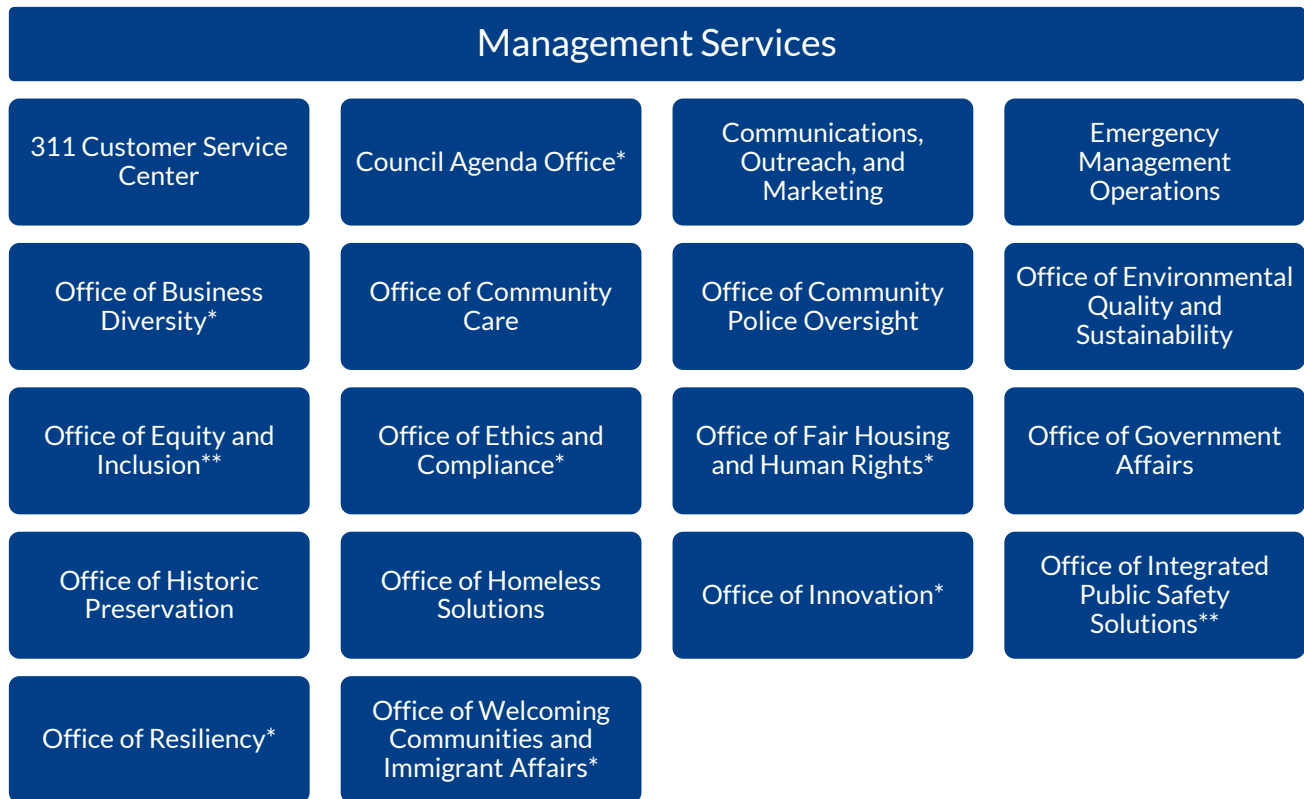 Management Services
311 Customer Service
Center
Council Agenda Office*
Communications,
Outreach, and
Marketing
Emergency
Management
Operations
Office of Business
Diversity*
Office of Community
Care
Office of Community
Police Oversight
Office of Environmental
Quality and
Sustainability
Office of Equity and
Inclusion**
Office of Ethics and
Compliance*
Office of Fair Housing
and Human Rights*
Office of Government
Affairs
Office of Historic
Preservation
Office of Homeless
Solutions
Office of Innovation*
Office of Integrated
Public Safety
Solutions**
Office of Resiliency*
Office of Welcoming
Communities and
Immigrant Affairs*